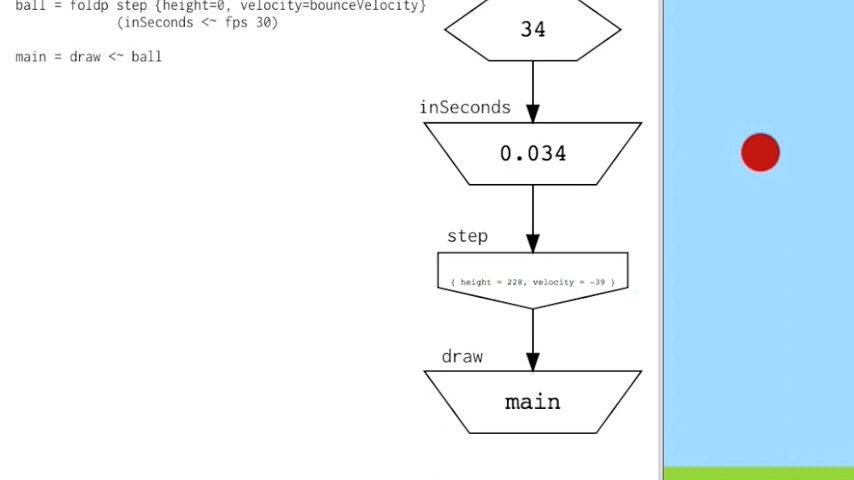 ball = foldp step {height=0, velocity=bounceVelocity}
(inSeconds <~ fps 30)
main = draw <~ ball
34
inSeconds
0.034
step
{ height = 228, velocity = -39 }
draw
main